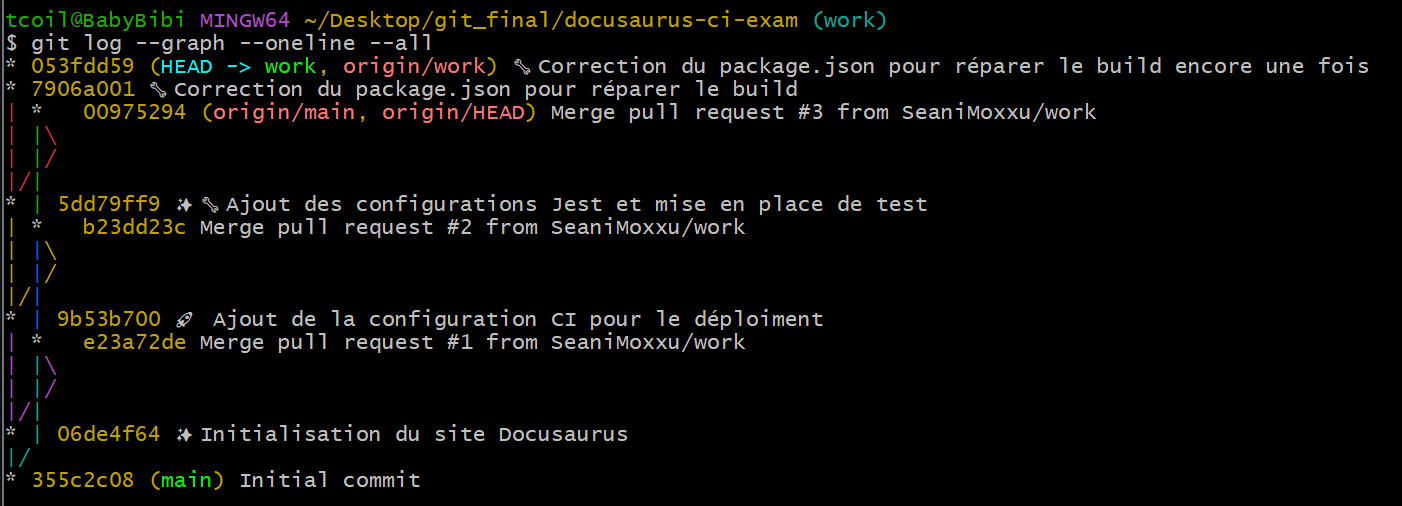 tcoil@BabyBibi MINGW64 ~/Desktop/git_final/docusaurus-ci-exam (work)
$ git log --graph --oneline --all
* 053fdd59 (HEAD -> work, origin/work) 🔧Correction du package.json pour réparer le build encore une fois
* 7906a001 🔧Correction du package.json pour réparer le build
| *   00975294 (origin/main, origin/HEAD) Merge pull request #3 from SeaniMoxxu/work
| |\
| |/
|/|
* | 5dd79ff9 ✨🔧Ajout des configurations Jest et mise en place de test
| *   b23dd23c Merge pull request #2 from SeaniMoxxu/work
| |\
| |/
|/|
* | 9b53b700 🚀 Ajout de la configuration CI pour le déploiment
| *   e23a72de Merge pull request #1 from SeaniMoxxu/work
| |\
| |/
|/|
* | 06de4f64 ✨Initialisation du site Docusaurus
|/
* 355c2c08 (main) Initial commit